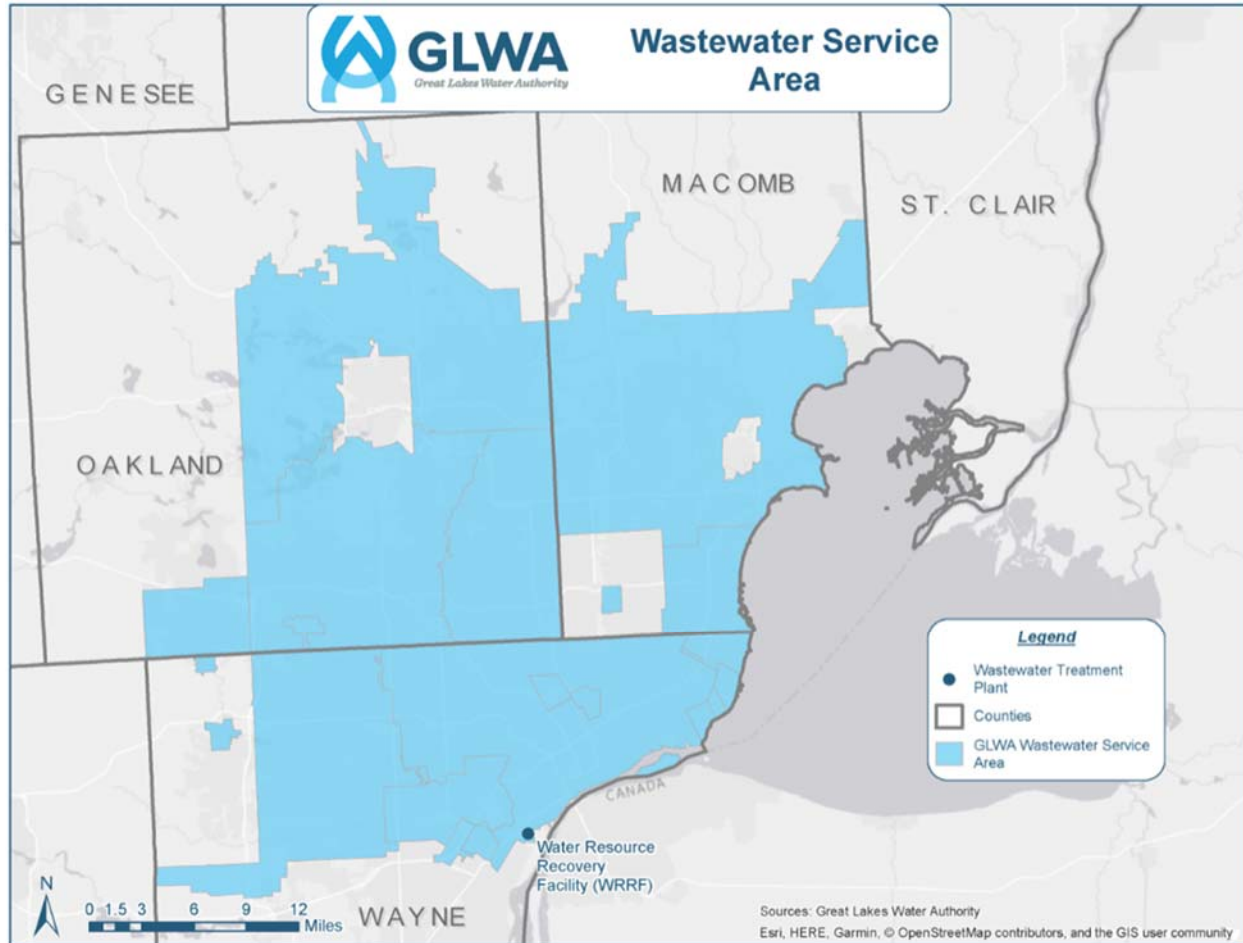 GLWA
Great Lakes Water Authority
Wastewater Service
Area
GENESEE
MACOMB
ST. CLAIR
OAKLAND
Legend
Wastewater Treatment
Plant
Counties
GLWA Wastewater Service
Area
CANADA
Water Resource
Recovery
Facility (WRRF)
N
0 1.5 3 6 9 12
Miles
WAYNE
Sources: Great Lakes Water Authority
Esri, HERE, Garmin, © OpenStreetMap contributors, and the GIS user community